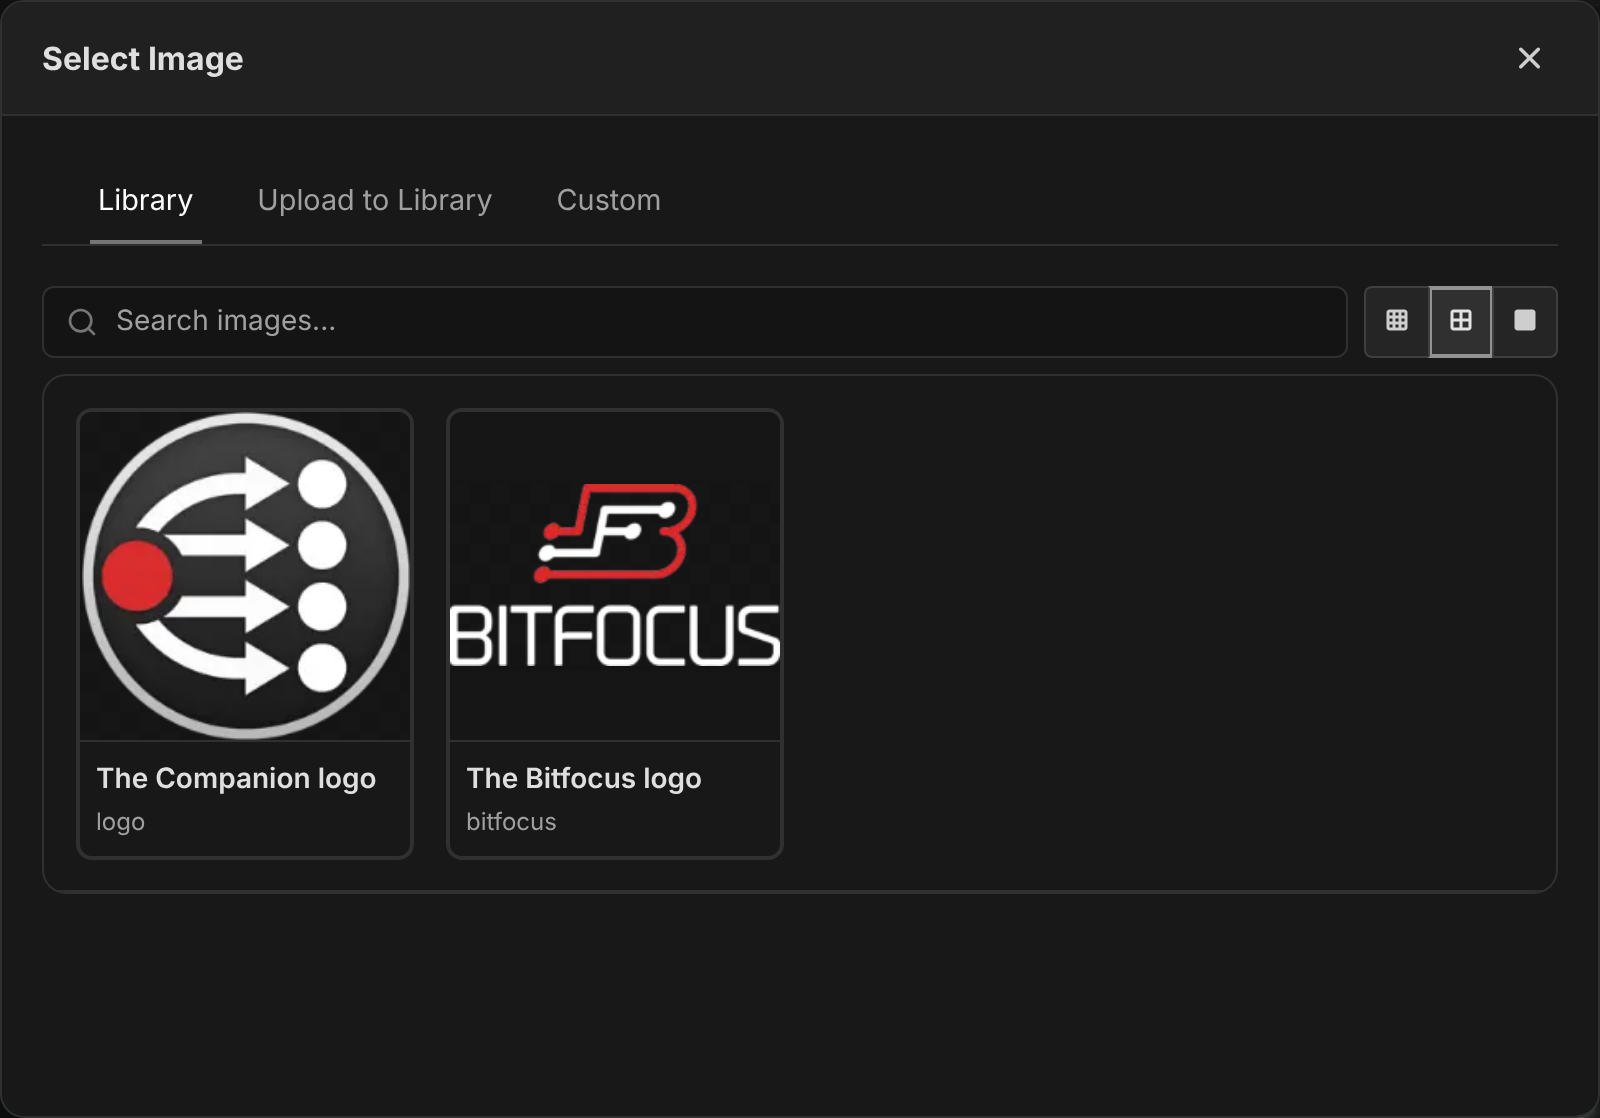 Select Image
Library
Upload to Library
Custom
Search images...
BITFOCUS
The Companion logo
logo
The Bitfocus logo
bitfocus